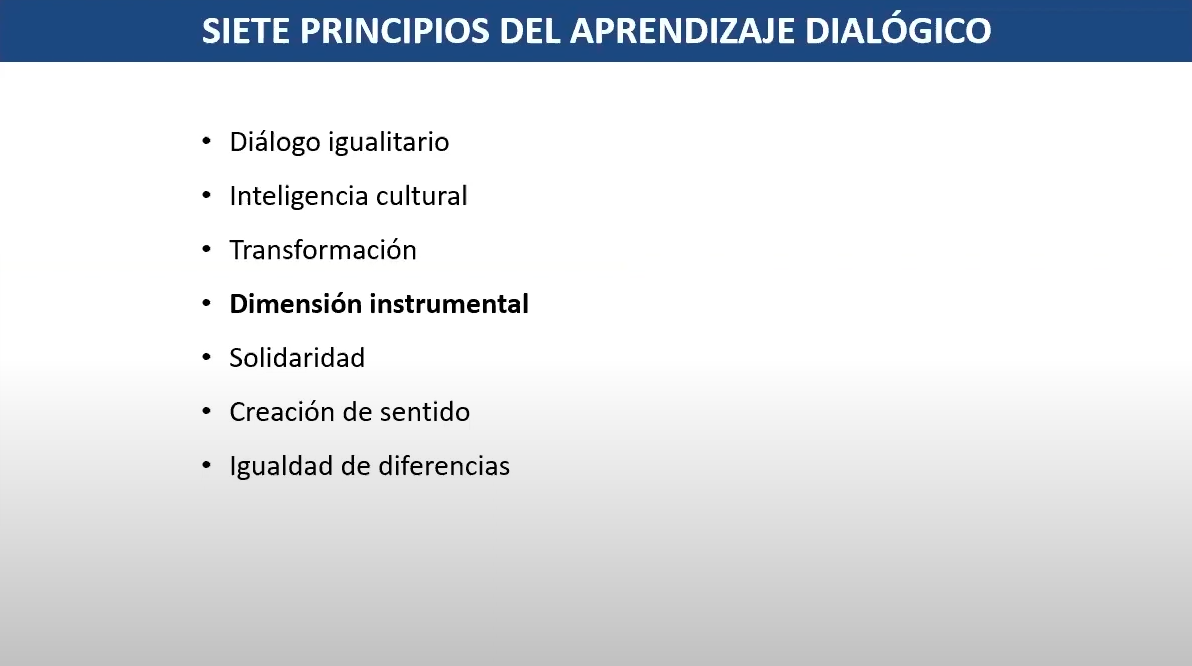 SIETE PRINCIPIOS DEL APRENDIZAJE DIALÓGICO
• Diálogo igualitario
• Inteligencia cultural
• Transformación
• Dimensión instrumental
• Solidaridad
• Creación de sentido
• Igualdad de diferencias